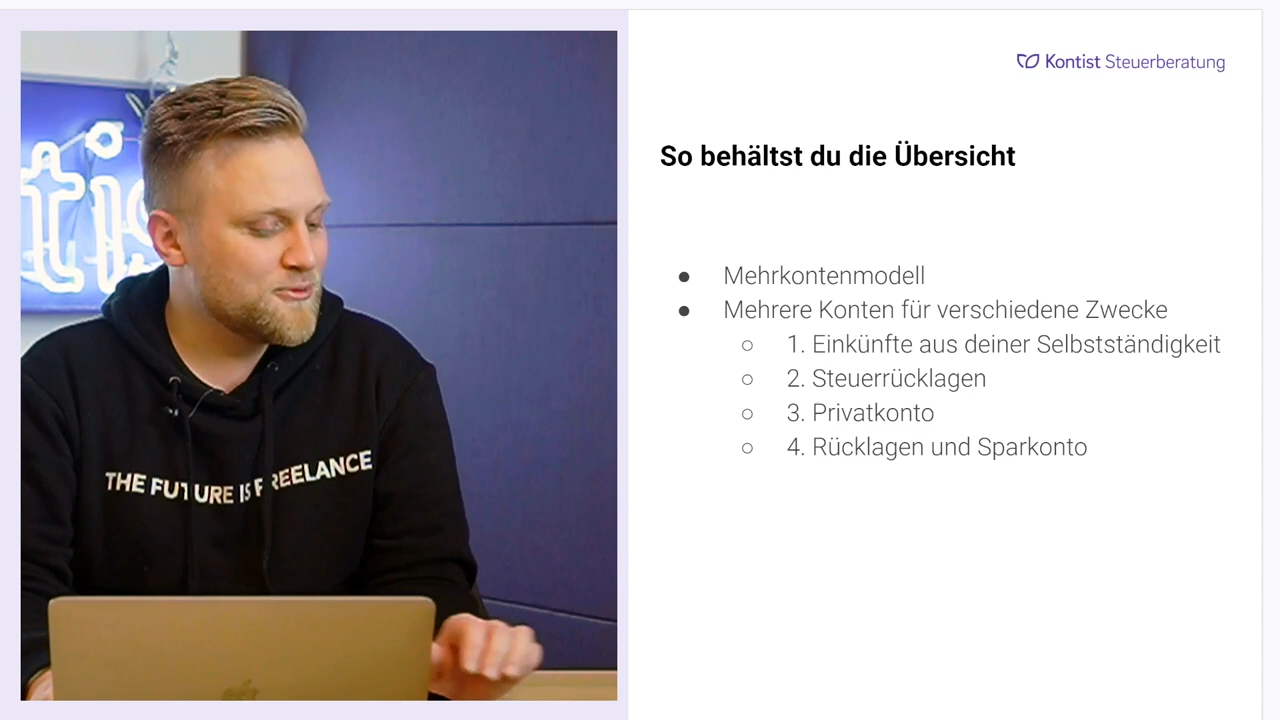 ti
THE FUTURE IS FREELANCE
Kontist Steuerberatung
So behältst du die Übersicht
● Mehrkontenmodell
● Mehrere Konten für verschiedene Zwecke
○ 1. Einkünfte aus deiner Selbstständigkeit
○ 2. Steuerrücklagen
○ 3. Privatkonto
○ 4. Rücklagen und Sparkonto